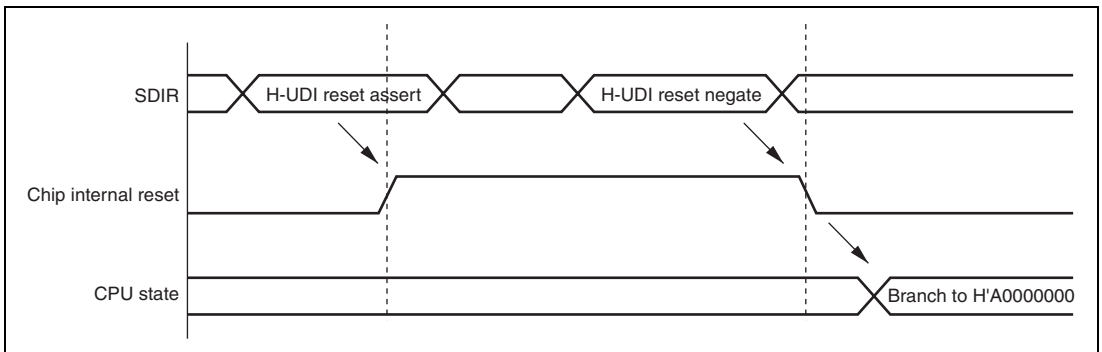 SDIR
H-UDI reset assert
H-UDI reset negate
Chip internal reset
CPU state
Branch to H'A0000000